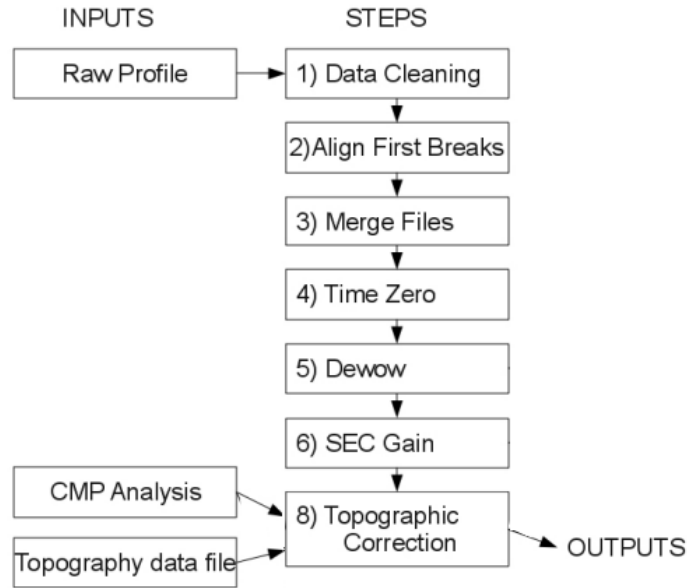 INPUTS
STEPS
Raw Profile
1) Data Cleaning
2)Align First Breaks
3) Merge Files
4) Time Zero
5) Dewow
6) SEC Gain
CMP Analysis
8) Topographic
Correction
Topography data file
OUTPUTS